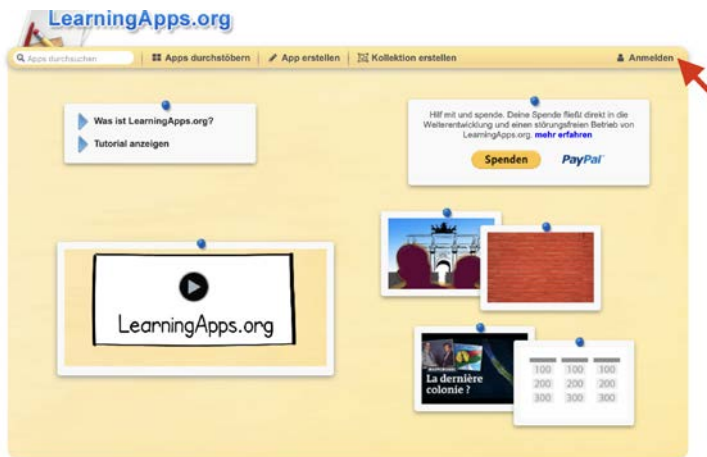 LearningApps.org
Apps durchsuchen
Apps durchstöbern
App erstellen
Kollektion erstellen
Anmelden
Was ist LearningApps.org?
Tutorial anzeigen
Hilf mit und spende. Deine Spende fließt direkt in die
Weiterentwicklung und einen störungsfreien Betrieb von
LearningApps.org. mehr erfahren
Spenden
PayPal
LearningApps.org
La dernière
colonie ?
100 100 100
200 200 200
300 300 300